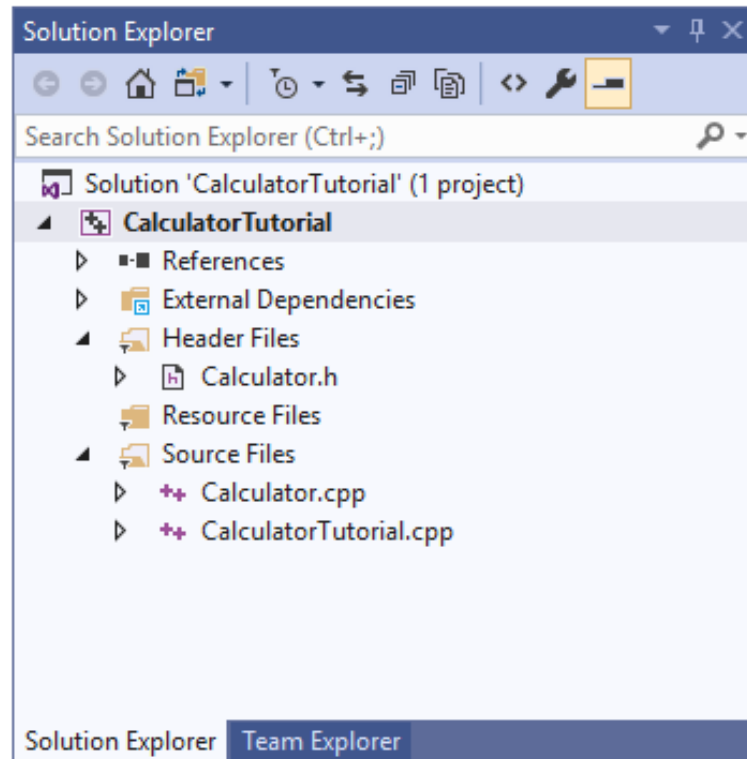 Solution Explorer
Search Solution Explorer (Ctrl+;)
Solution 'CalculatorTutorial' (1 project)
CalculatorTutorial
References
External Dependencies
Header Files
Calculator.h
Resource Files
Source Files
Calculator.cpp
CalculatorTutorial.cpp
Solution Explorer Team Explorer